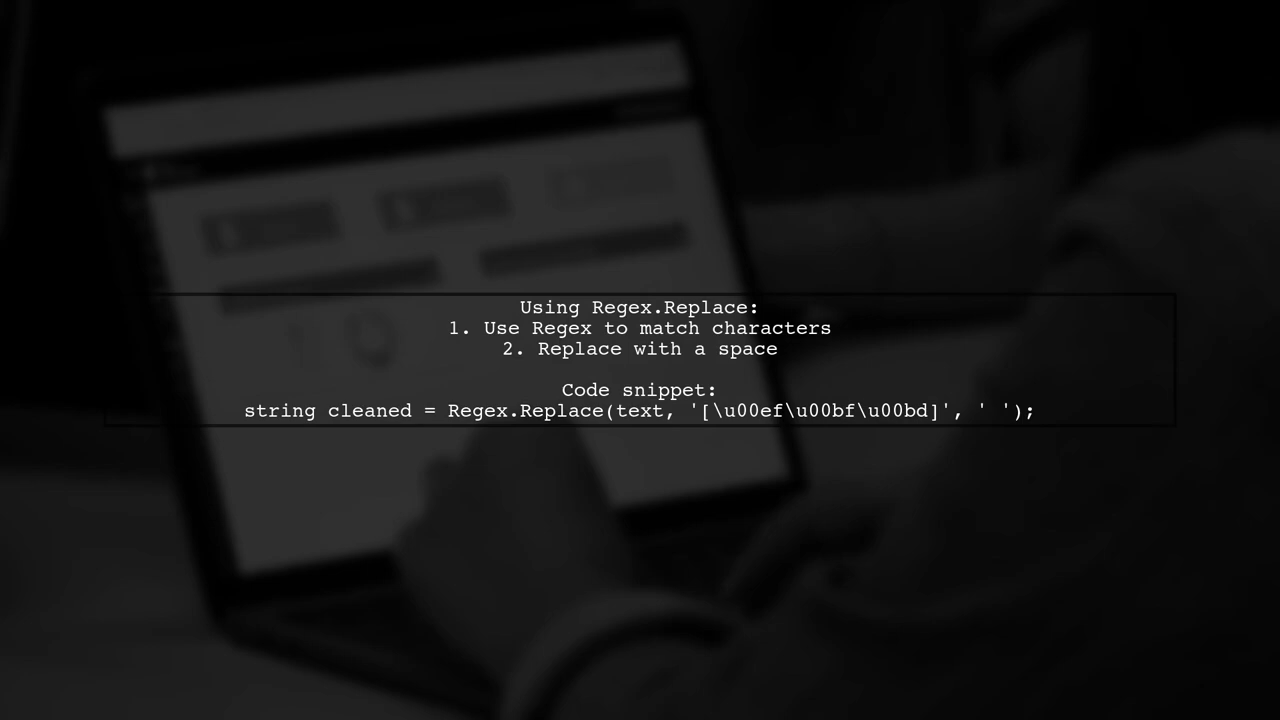 Using Regex.Replace:
1. Use Regex to match characters
2. Replace with a space
Code snippet:
string cleaned = Regex.Replace(text, '[\u00ef\u00bf\u00bd]', ' ');